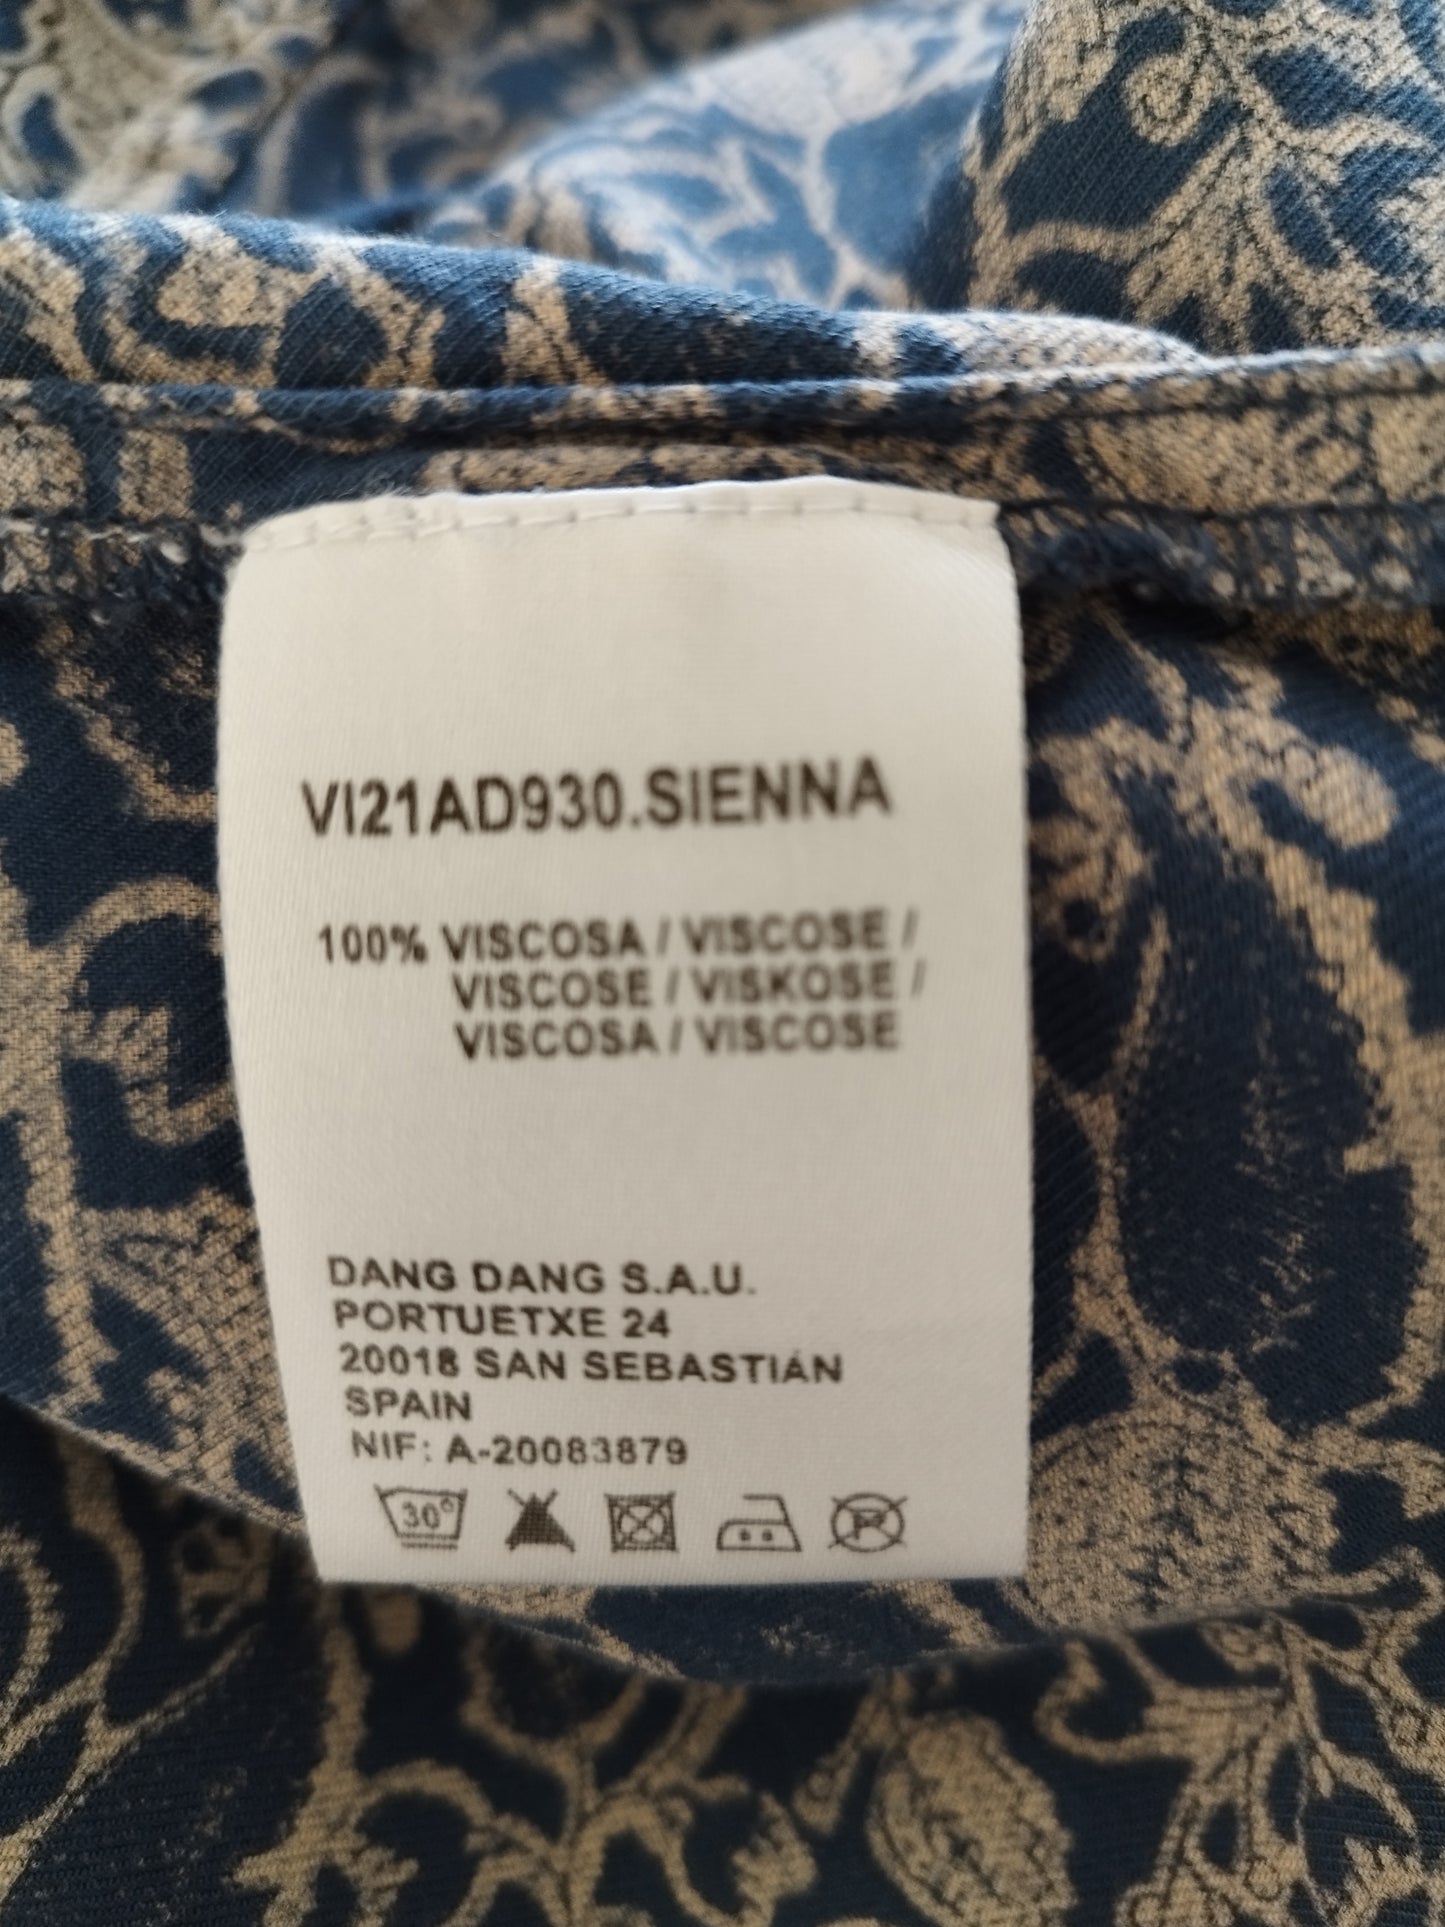 VI21AD930.SIENNA
100% VISCOSA / VISCOSE /
VISCOSE / VISKOSE /
VISCOSA / VISCOSE
DANG DANG S.A.U.
PORTUETXE 24
20018 SAN SEBASTIÁN
SPAIN
NIF: A-20083879
30°
P